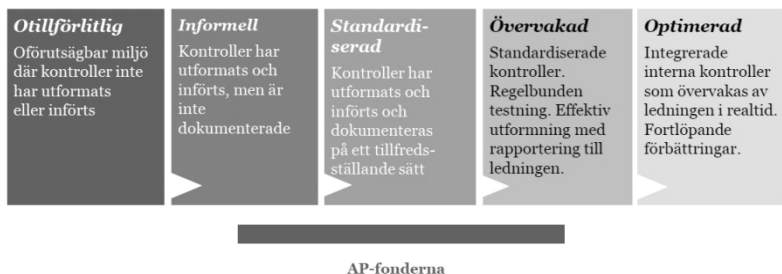 Otillförlitlig
Oförutsägbar miljö
där kontroller inte
har utformats
eller införts
Informell
Kontroller har
utformats och
införts, men är
inte
dokumenterade
Standardi-
serad
Kontroller har
utformats och
införts och
dokumenteras
på ett tillfreds-
ställande sätt
Övervakad
Standardiserade
kontroller.
Regelbunden
testning. Effektiv
utformning med
rapportering till
ledningen.
Optimerad
Integrerade
interna kontroller
som övervakas av
ledningen i realtid.
Fortlöpande
förbättringar.
AP-fonderna